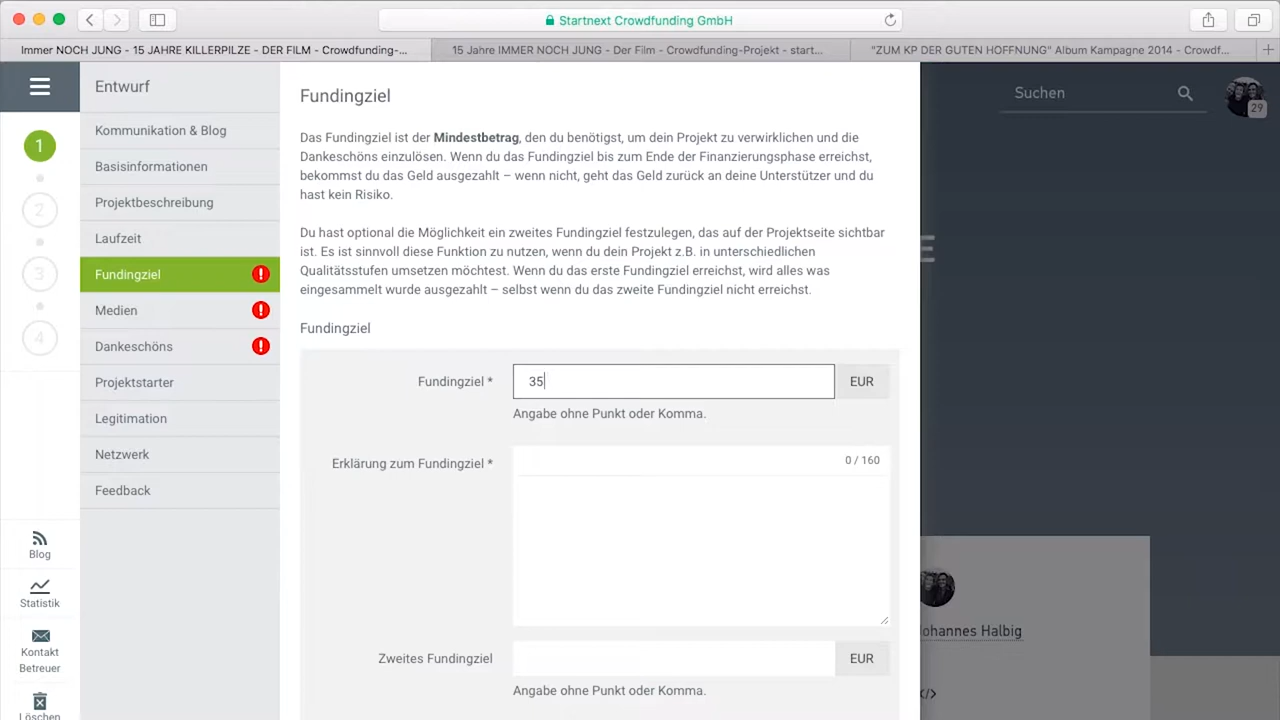 Startnext Crowdfunding GmbH
Immer NOCH JUNG - 15 JAHRE KILLERPILZE - DER FILM - Crowdfunding-...
15 Jahre IMMER NOCH JUNG - Der Film - Crowdfunding-Projekt - start...
"ZUM KP DER GUTEN HOFFNUNG" Album Kampagne 2014 - Crowdf...
Entwurf
Kommunikation & Blog
Basisinformationen
Projektbeschreibung
Laufzeit
Fundingziel
Medien
Dankeschöns
Projektstarter
Legitimation
Netzwerk
Feedback
1
2
3
4
Blog
Statistik
Kontakt
Betreuer
Löschen
Fundingziel
Das Fundingziel ist der Mindestbetrag, den du benötigst, um dein Projekt zu verwirklichen und die
Dankeschöns einzulösen. Wenn du das Fundingziel bis zum Ende der Finanzierungsphase erreichst,
bekommst du das Geld ausgezahlt – wenn nicht, geht das Geld zurück an deine Unterstützer und du
hast kein Risiko.
Du hast optional die Möglichkeit ein zweites Fundingziel festzulegen, das auf der Projektseite sichtbar
ist. Es ist sinnvoll diese Funktion zu nutzen, wenn du dein Projekt z.B. in unterschiedlichen
Qualitätsstufen umsetzen möchtest. Wenn du das erste Fundingziel erreichst, wird alles was
eingesammelt wurde ausgezahlt – selbst wenn du das zweite Fundingziel nicht erreichst.
Fundingziel
Fundingziel * 35 EUR
Angabe ohne Punkt oder Komma.
Erklärung zum Fundingziel * 0 / 160
Zweites Fundingziel EUR
Angabe ohne Punkt oder Komma.
Suchen
29
E
ohannes Halbig
</>